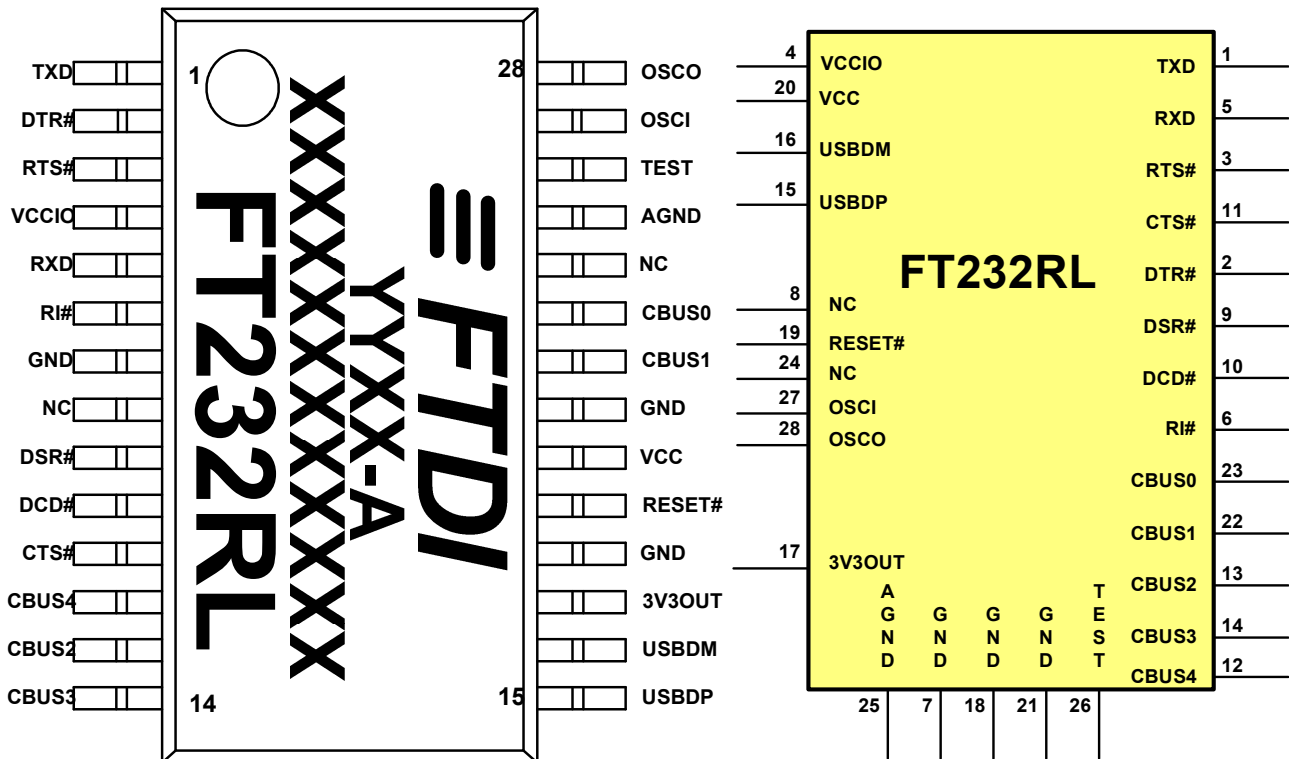 TXD
DTR#
RTS#
VCCIO
RXD
RI#
GND
NC
DSR#
DCD#
CTS#
CBUS4
CBUS2
CBUS3
1
14
28
15
FT232RL
XXXXXXXXXXXX
YYXX-A
FTDI
OSCO
OSCI
TEST
AGND
NC
CBUS0
CBUS1
GND
VCC
RESET#
GND
3V3OUT
USBDM
USBDP
4 VCCIO
20 VCC
16 USBDM
15 USBDP
8 NC
19 RESET#
24 NC
27 OSCI
28 OSCO
17 3V3OUT
FT232RL
TXD 1
RXD 5
RTS# 3
CTS# 11
DTR# 2
DSR# 9
DCD# 10
RI# 6
CBUS0 23
CBUS1 22
CBUS2 13
CBUS3 14
CBUS4 12
AGND 25
GND 7
GND 18
GND 21
TEST 26